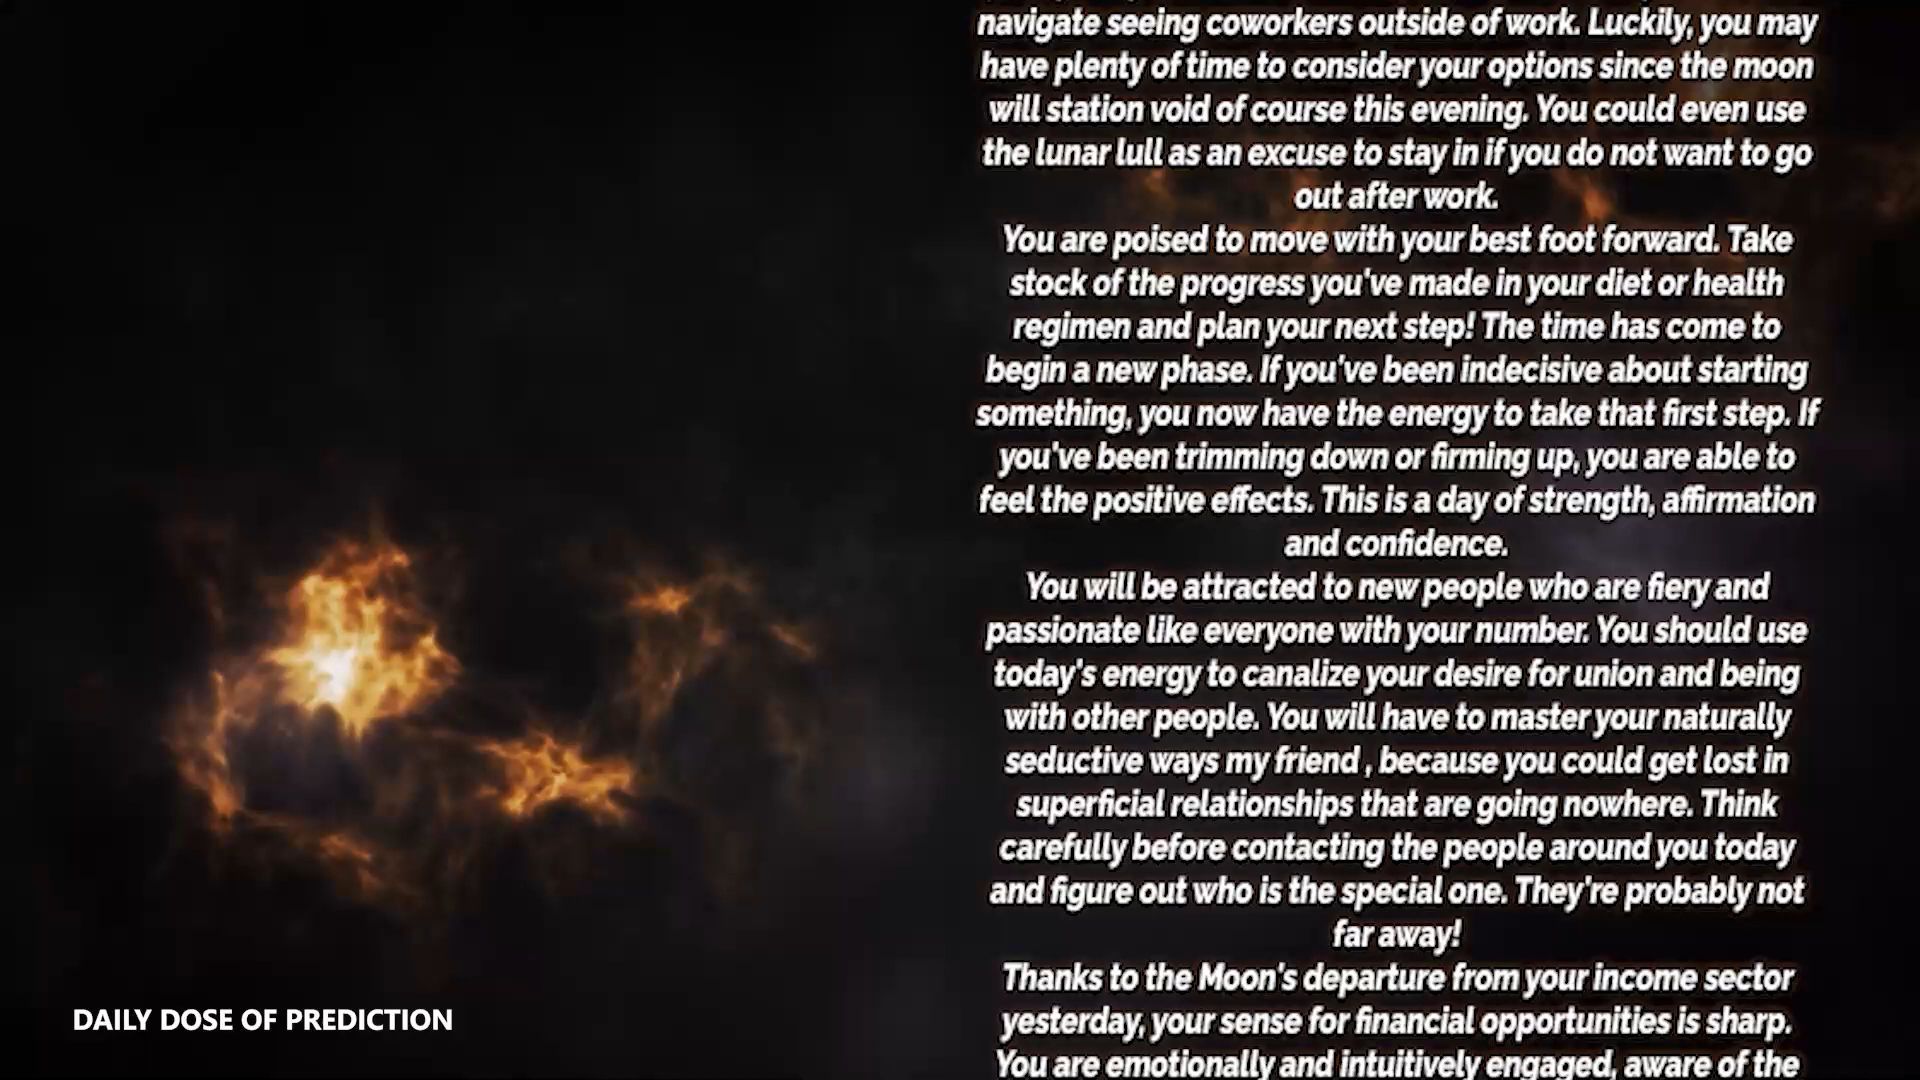 navigate seeing coworkers outside of work. Luckily, you may
have plenty of time to consider your options since the moon
will station void of course this evening. You could even use
the lunar lull as an excuse to stay in if you do not want to go
out after work.
You are poised to move with your best foot forward. Take
stock of the progress you've made in your diet or health
regimen and plan your next step! The time has come to
begin a new phase. If you've been indecisive about starting
something, you now have the energy to take that first step. If
you've been trimming down or firming up, you are able to
feel the positive effects. This is a day of strength, affirmation
and confidence.
You will be attracted to new people who are fiery and
passionate like everyone with your number. You should use
today's energy to canalize your desire for union and being
with other people. You will have to master your naturally
seductive ways my friend , because you could get lost in
superficial relationships that are going nowhere. Think
carefully before contacting the people around you today
and figure out who is the special one. They're probably not
far away!
Thanks to the Moon's departure from your income sector
yesterday, your sense for financial opportunities is sharp.
You are emotionally and intuitively engaged, aware of the
DAILY DOSE OF PREDICTION